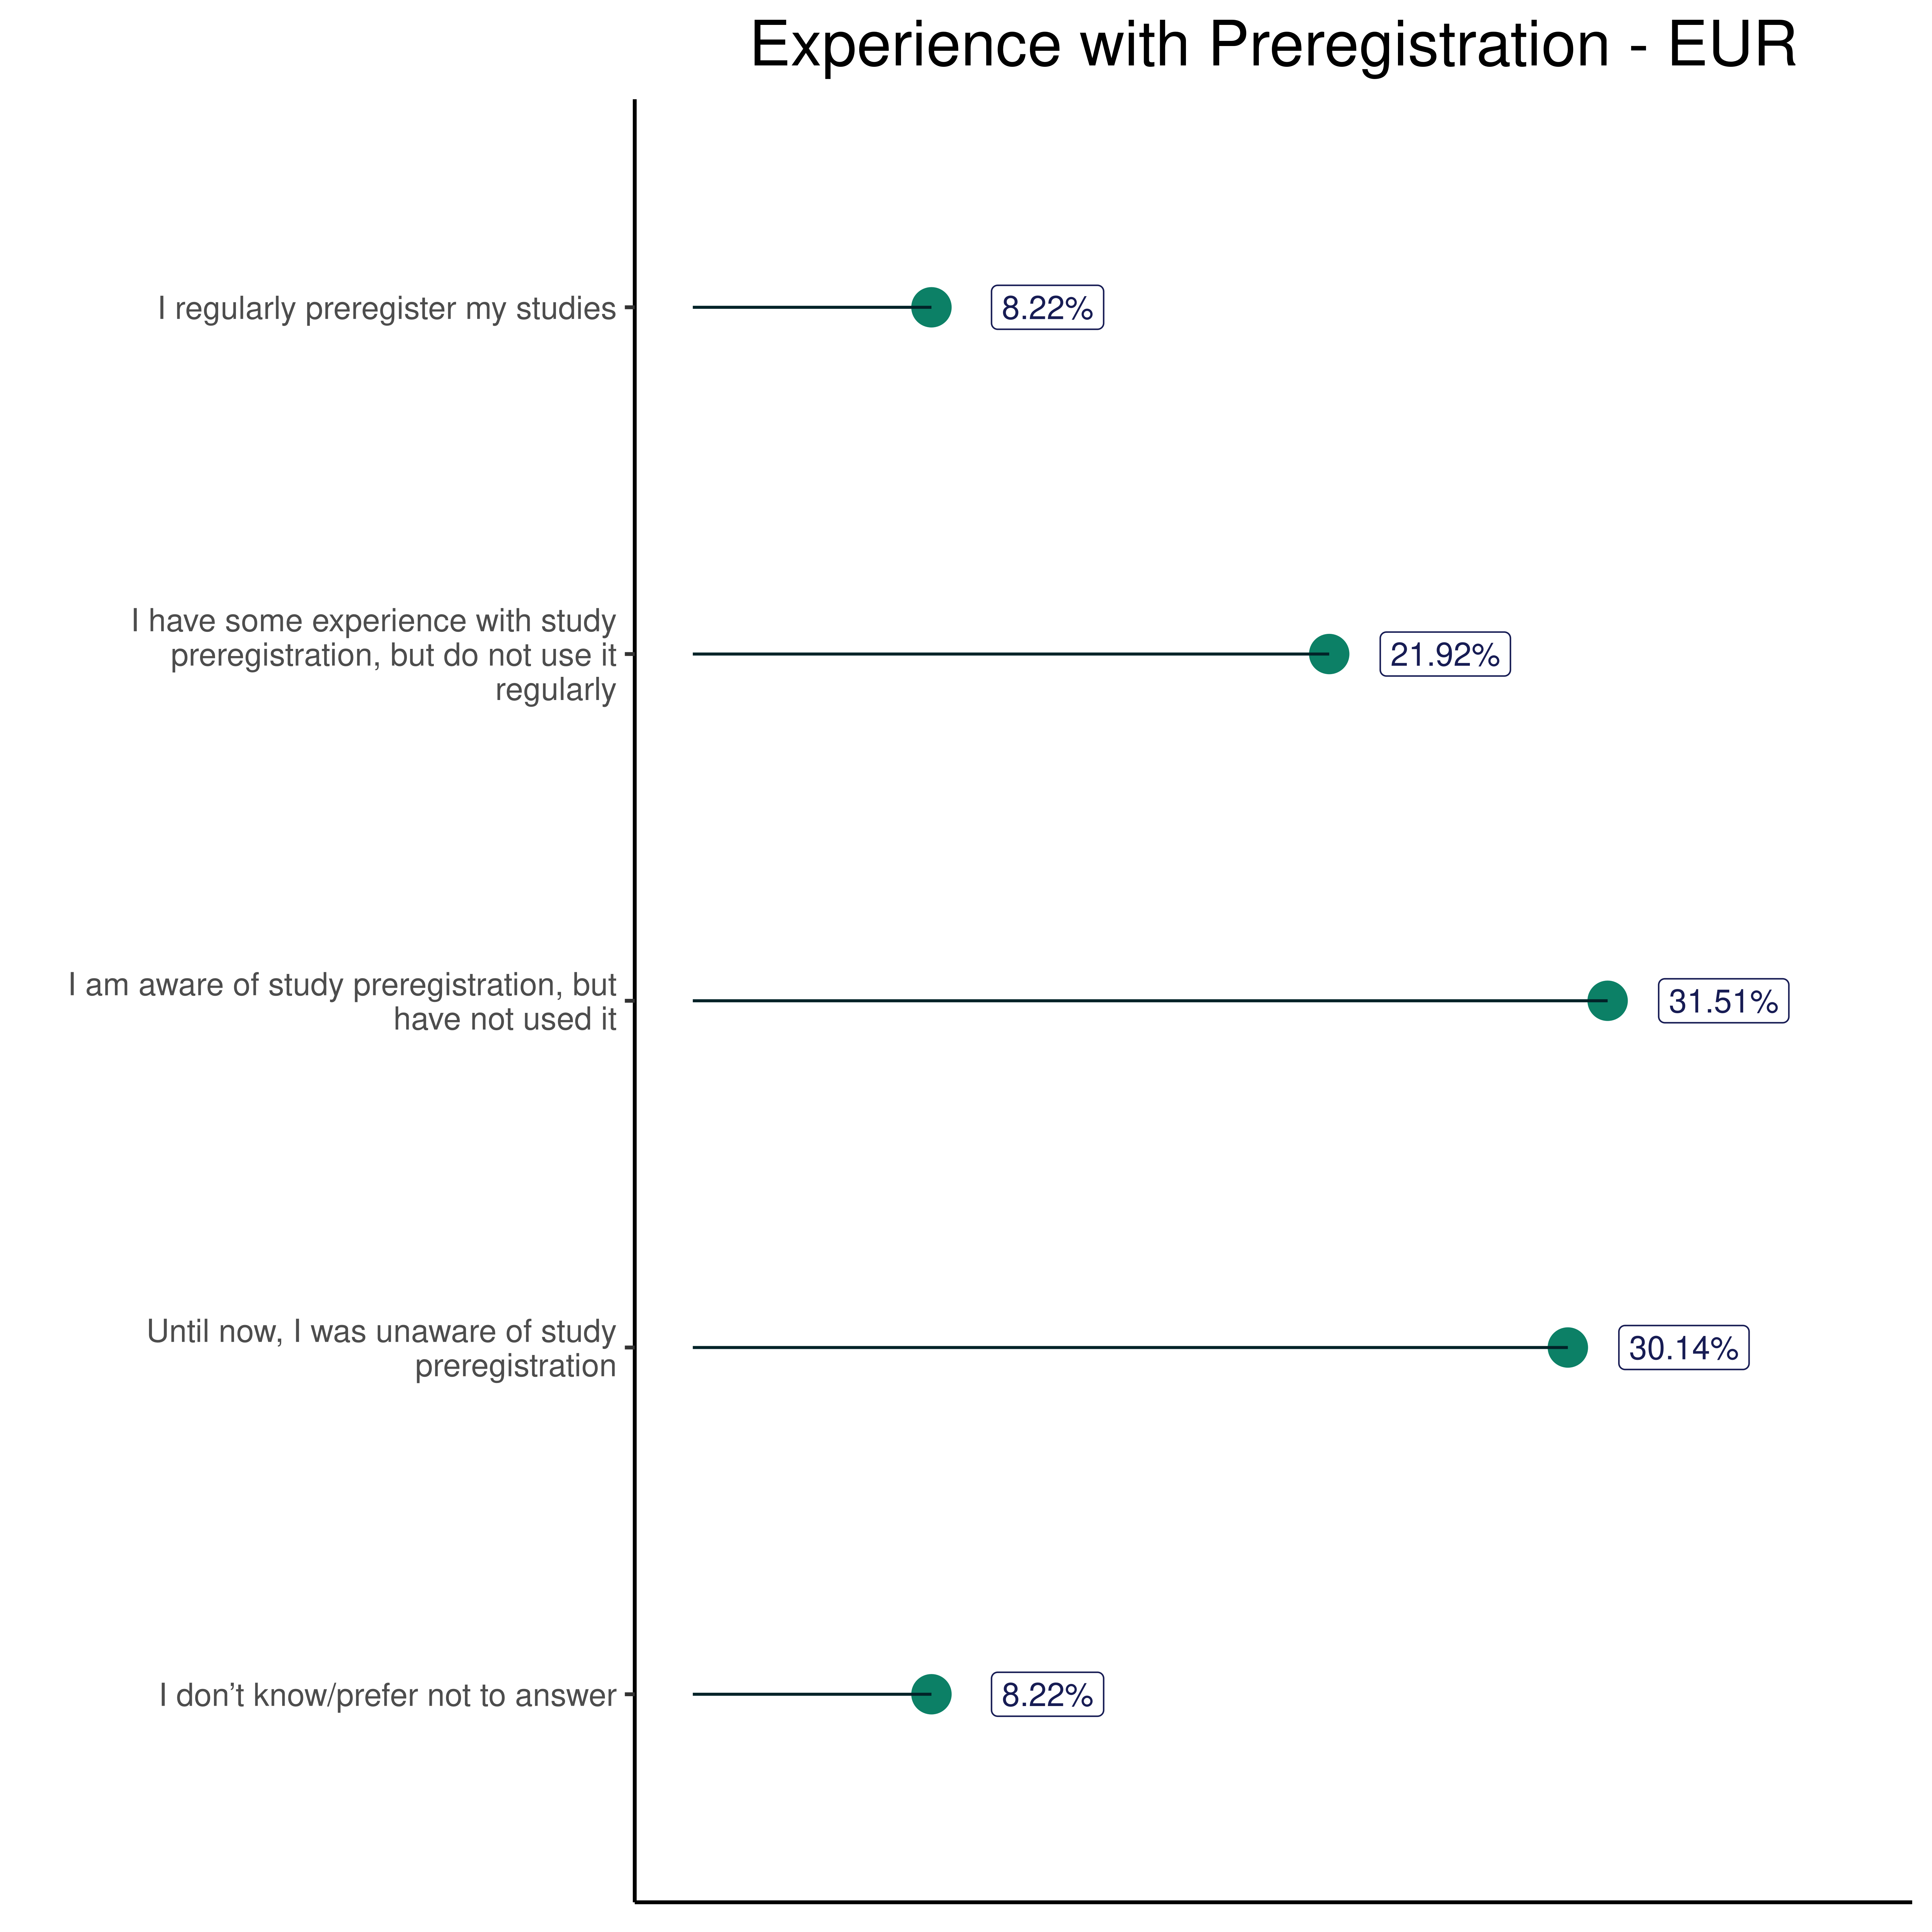 Experience with Preregistration - EUR
I regularly preregister my studies
8.22%
I have some experience with study
preregistration, but do not use it
regularly
21.92%
I am aware of study preregistration, but
have not used it
31.51%
Until now, I was unaware of study
preregistration
30.14%
I don’t know/prefer not to answer
8.22%